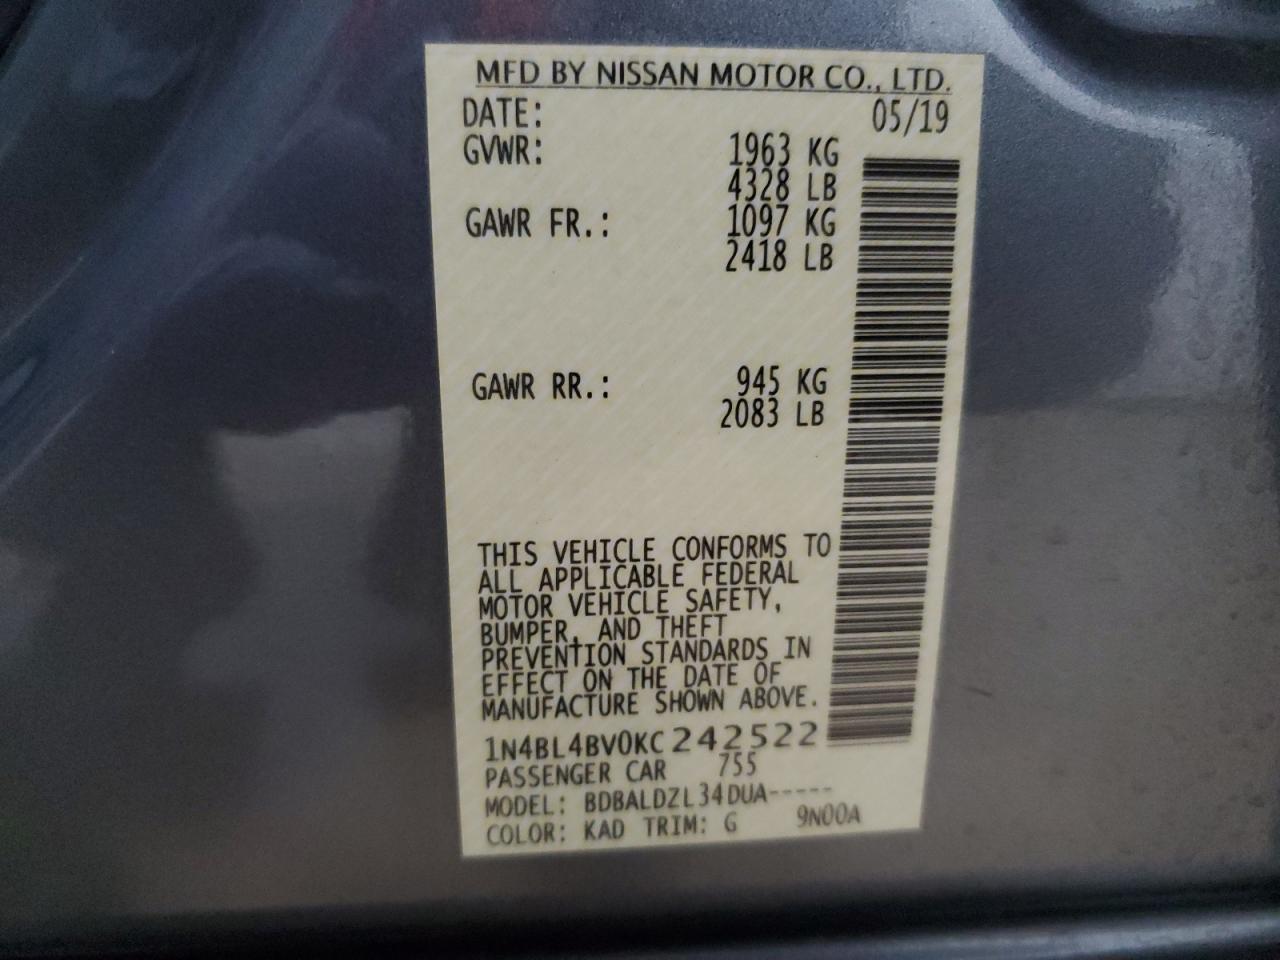 MFD BY NISSAN MOTOR CO., LTD.
DATE: 05/19
GVWR: 1963 KG
4328 LB
GAWR FR.: 1097 KG
2418 LB
GAWR RR.: 945 KG
2083 LB
THIS VEHICLE CONFORMS TO
ALL APPLICABLE FEDERAL
MOTOR VEHICLE SAFETY,
BUMPER, AND THEFT
PREVENTION STANDARDS IN
EFFECT ON THE DATE OF
MANUFACTURE SHOWN ABOVE.
1N4BL4BV0KC242522
PASSENGER CAR 755
MODEL: BDBALDZL34DUA-----
COLOR: KAD TRIM: G 9N00A